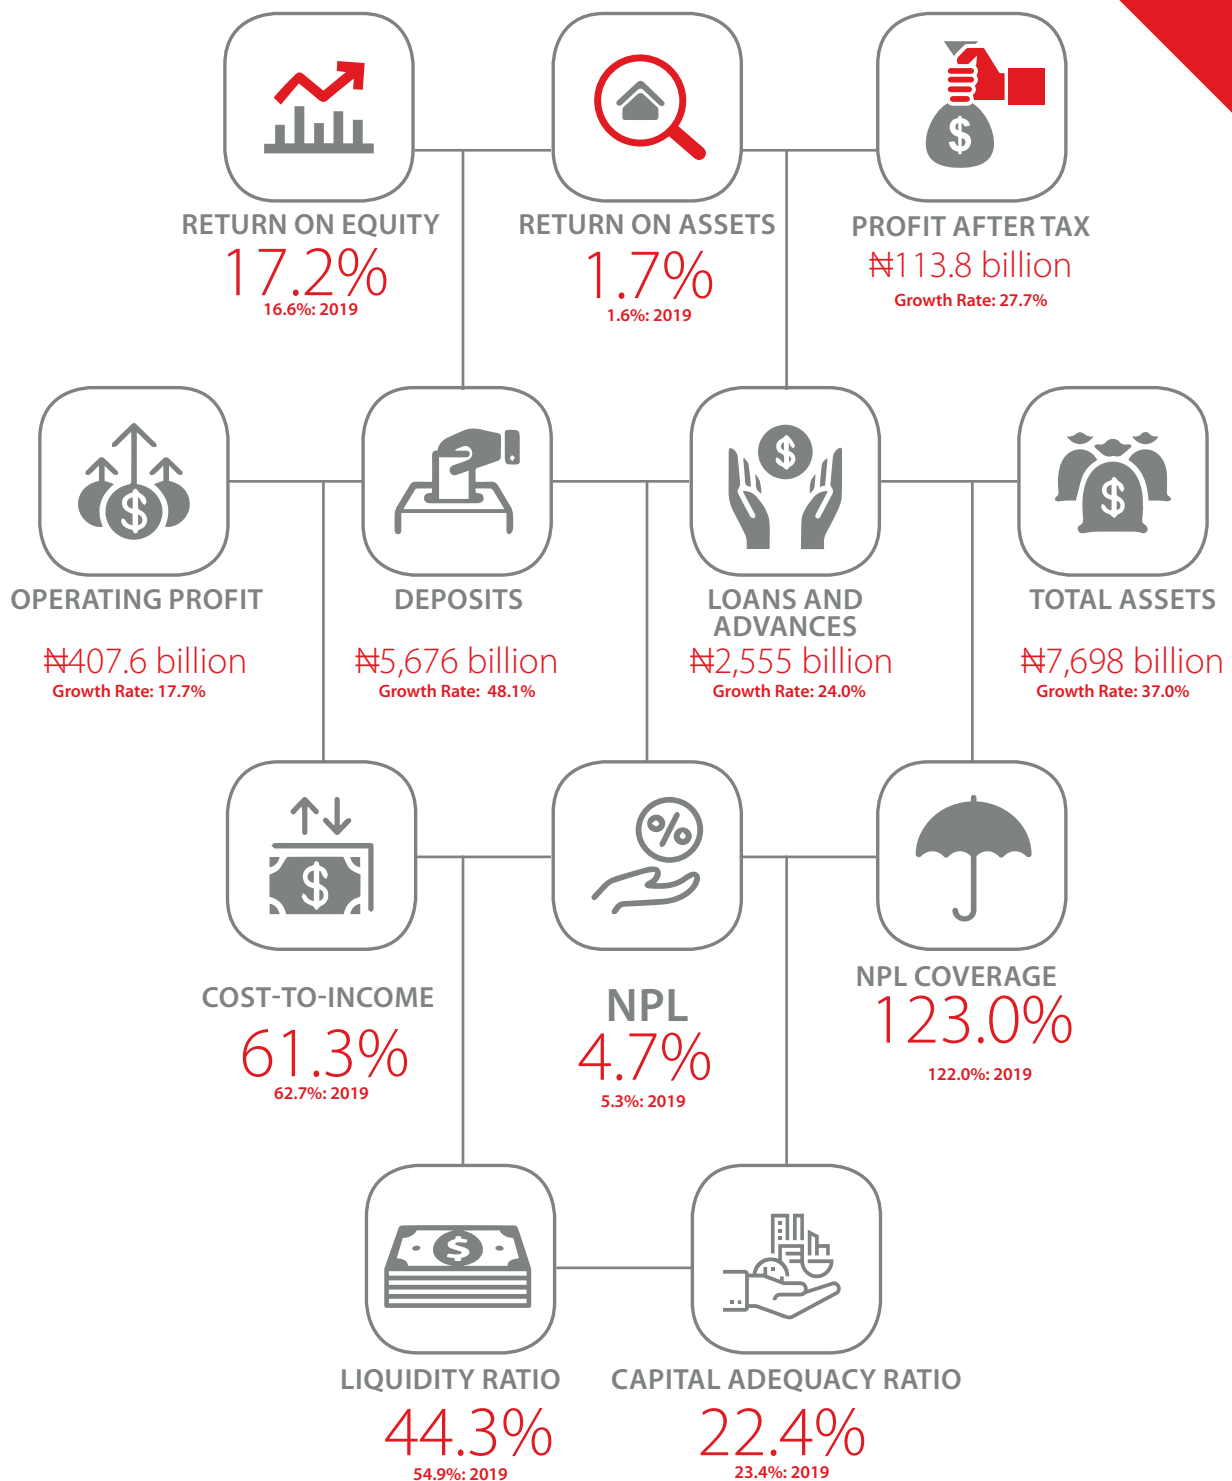 RETURN ON EQUITY
17.2%
16.6%: 2019
RETURN ON ASSETS
1.7%
1.6%: 2019
PROFIT AFTER TAX
₦113.8 billion
Growth Rate: 27.7%
OPERATING PROFIT
₦407.6 billion
Growth Rate: 17.7%
DEPOSITS
₦5,676 billion
Growth Rate: 48.1%
LOANS AND
ADVANCES
₦2,555 billion
Growth Rate: 24.0%
TOTAL ASSETS
₦7,698 billion
Growth Rate: 37.0%
COST-TO-INCOME
61.3%
62.7%: 2019
NPL
4.7%
5.3%: 2019
NPL COVERAGE
123.0%
122.0%: 2019
LIQUIDITY RATIO
44.3%
54.9%: 2019
CAPITAL ADEQUACY RATIO
22.4%
23.4%: 2019